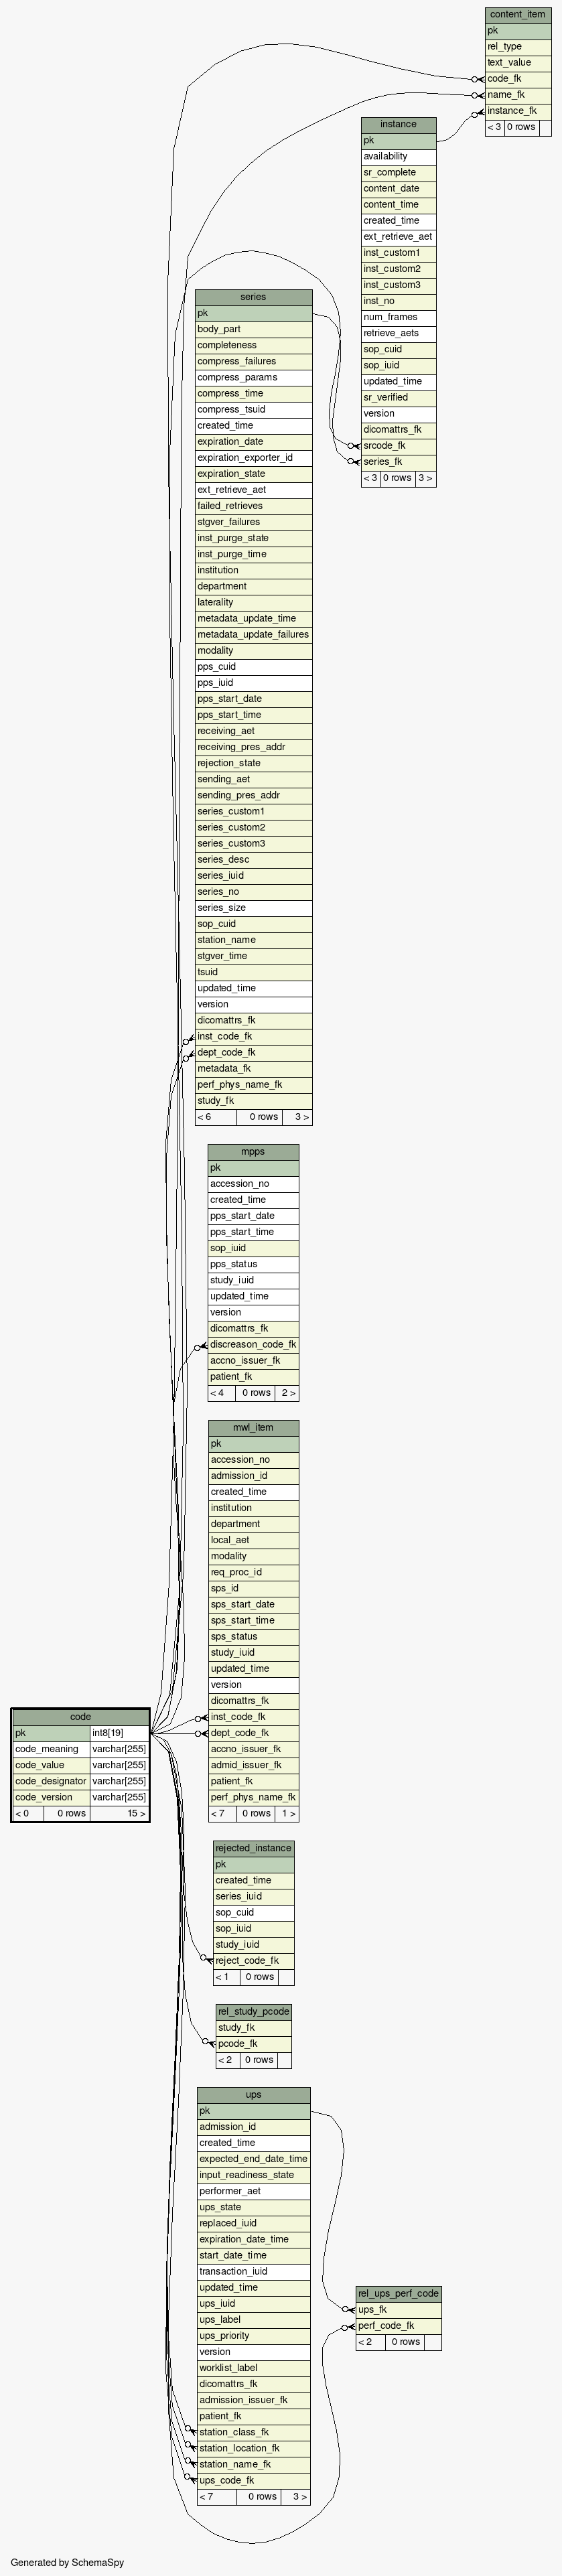 content_item
pk
rel_type
text_value
code_fk
name_fk
instance_fk
< 3 0 rows
instance
pk
availability
sr_complete
content_date
content_time
created_time
ext_retrieve_aet
inst_custom1
inst_custom2
inst_custom3
inst_no
num_frames
retrieve_aets
sop_cuid
sop_iuid
updated_time
sr_verified
version
dicomattrs_fk
srcode_fk
series_fk
< 3 0 rows 3 >
series
pk
body_part
completeness
compress_failures
compress_params
compress_time
compress_tsuid
created_time
expiration_date
expiration_exporter_id
expiration_state
ext_retrieve_aet
failed_retrieves
stgver_failures
inst_purge_state
inst_purge_time
institution
department
laterality
metadata_update_time
metadata_update_failures
modality
pps_cuid
pps_iuid
pps_start_date
pps_start_time
receiving_aet
receiving_pres_addr
rejection_state
sending_aet
sending_pres_addr
series_custom1
series_custom2
series_custom3
series_desc
series_iuid
series_no
series_size
sop_cuid
station_name
stgver_time
tsuid
updated_time
version
dicomattrs_fk
inst_code_fk
dept_code_fk
metadata_fk
perf_phys_name_fk
study_fk
< 6 0 rows 3 >
mpps
pk
accession_no
created_time
pps_start_date
pps_start_time
sop_iuid
pps_status
study_iuid
updated_time
version
dicomattrs_fk
discreason_code_fk
accno_issuer_fk
patient_fk
< 4 0 rows 2 >
mwl_item
pk
accession_no
admission_id
created_time
institution
department
local_aet
modality
req_proc_id
sps_id
sps_start_date
sps_start_time
sps_status
study_iuid
updated_time
version
dicomattrs_fk
inst_code_fk
dept_code_fk
accno_issuer_fk
admid_issuer_fk
patient_fk
perf_phys_name_fk
< 7 0 rows 1 >
code
pk int8[19]
code_meaning varchar[255]
code_value varchar[255]
code_designator varchar[255]
code_version varchar[255]
< 0 0 rows 15 >
rejected_instance
pk
created_time
series_iuid
sop_cuid
sop_iuid
study_iuid
reject_code_fk
< 1 0 rows
rel_study_pcode
study_fk
pcode_fk
< 2 0 rows
ups
pk
admission_id
created_time
expected_end_date_time
input_readiness_state
performer_aet
ups_state
replaced_iuid
expiration_date_time
start_date_time
transaction_iuid
updated_time
ups_iuid
ups_label
ups_priority
version
worklist_label
dicomattrs_fk
admission_issuer_fk
patient_fk
station_class_fk
station_location_fk
station_name_fk
ups_code_fk
< 7 0 rows 3 >
rel_ups_perf_code
ups_fk
perf_code_fk
< 2 0 rows
Generated by SchemaSpy